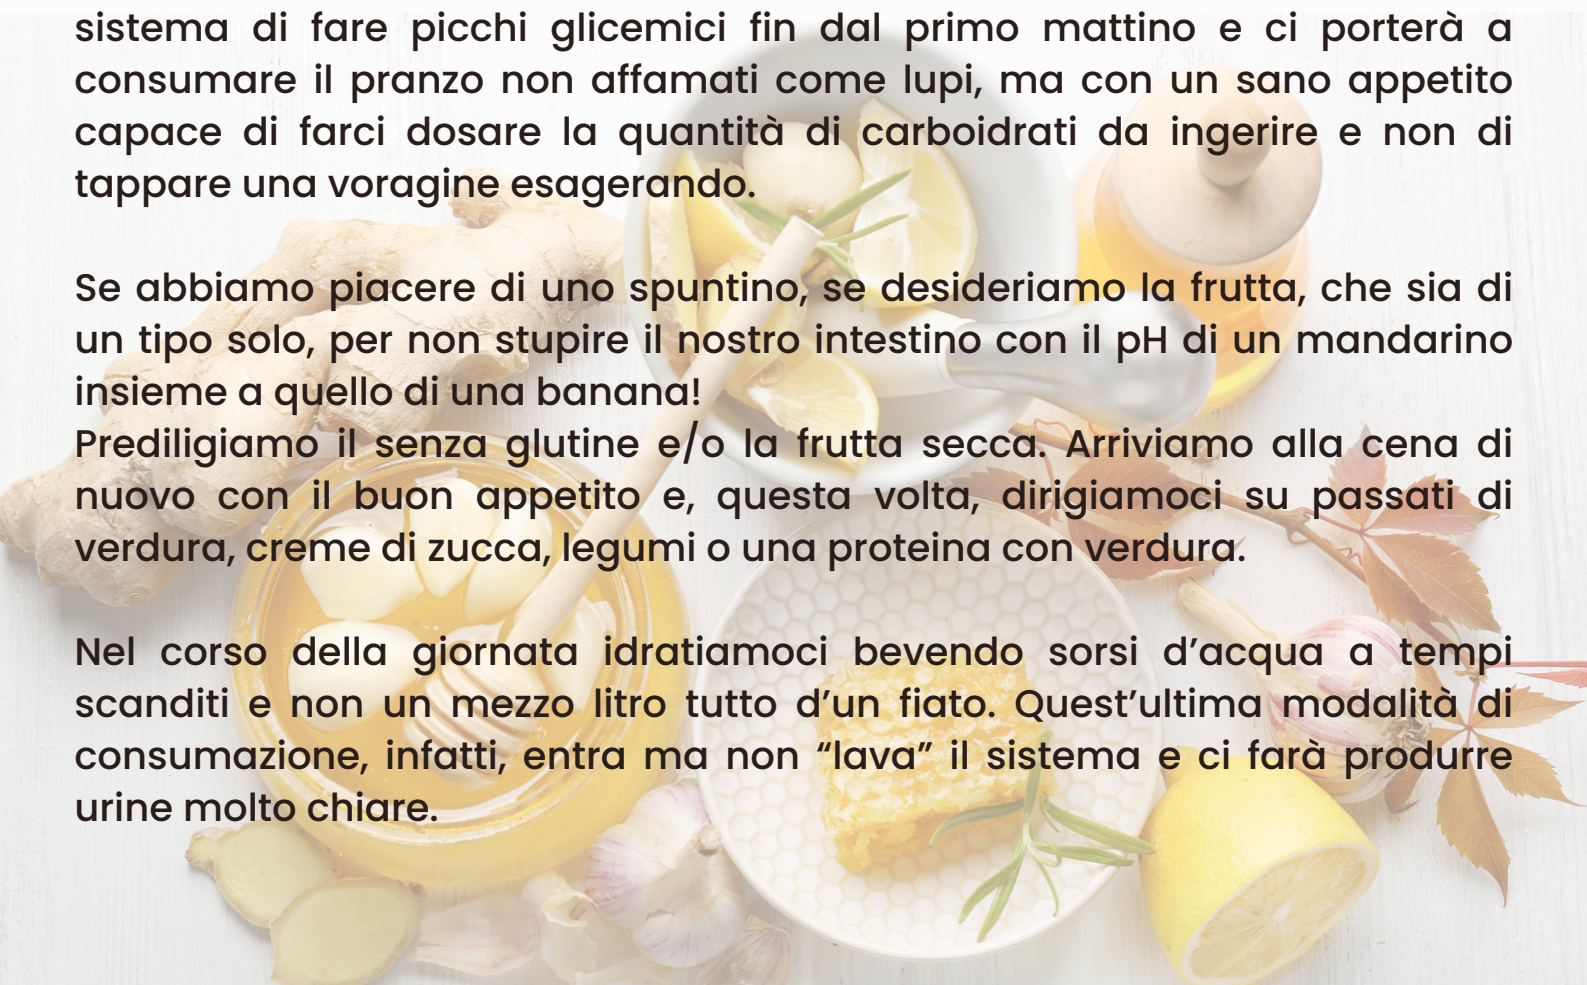 sistema di fare picchi glicemici fin dal primo mattino e ci porterà a
consumare il pranzo non affamati come lupi, ma con un sano appetito
capace di farci dosare la quantità di carboidrati da ingerire e non di
tappare una voragine esagerando.
Se abbiamo piacere di uno spuntino, se desideriamo la frutta, che sia di
un tipo solo, per non stupire il nostro intestino con il pH di un mandarino
insieme a quello di una banana!
Prediligiamo il senza glutine e/o la frutta secca. Arriviamo alla cena di
nuovo con il buon appetito e, questa volta, dirigiamoci su passati di
verdura, creme di zucca, legumi o una proteina con verdura.
Nel corso della giornata idratiamoci bevendo sorsi d’acqua a tempi
scanditi e non un mezzo litro tutto d’un fiato. Quest’ultima modalità di
consumazione, infatti, entra ma non “lava” il sistema e ci farà produrre
urine molto chiare.